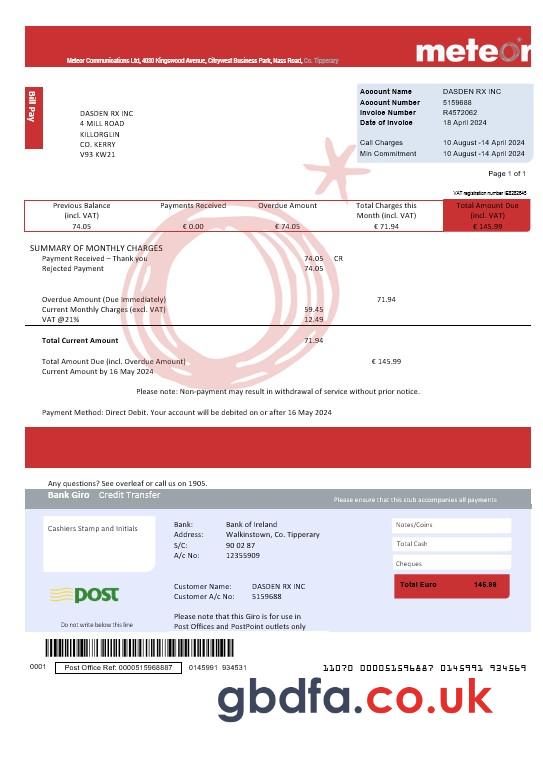 meteor
Meteor Communications Ltd, 4030 Kingswood Avenue, Citywest Business Park, Nass Road, Co. Tipperary
Bill Pay
DASDEN RX INC
4 MILL ROAD
KILLORGLIN
CO. KERRY
V93 KW21
Account Name DASDEN RX INC
Account Number 5159688
Invoice Number R4572062
Date of Invoice 18 April 2024
Call Charges 10 August -14 April 2024
Min Commitment 10 August -14 April 2024
Page 1 of 1
VAT registration number IE8252645
Previous Balance Payments Received Overdue Amount Total Charges this Total Amount Due
(incl. VAT) Month (incl. VAT) (incl. VAT)
74.05 € 0.00 € 74.05 € 71.94 € 145.99
SUMMARY OF MONTHLY CHARGES
Payment Received – Thank you 74.05 CR
Rejected Payment 74.05
Overdue Amount (Due Immediately) 71.94
Current Monthly Charges (excl. VAT) 59.45
VAT @21% 12.49
Total Current Amount 71.94
Total Amount Due (incl. Overdue Amount) € 145.99
Current Amount by 16 May 2024
Please note: Non-payment may result in withdrawal of service without prior notice.
Payment Method: Direct Debit. Your account will be debited on or after 16 May 2024
Any questions? See overleaf or call us on 1905.
Bank Giro Credit Transfer Please ensure that this stub accompanies all payments
Cashiers Stamp and Initials
Bank: Bank of Ireland
Address: Walkinstown, Co. Tipperary
S/C: 90 02 87
A/c No: 12355909
Notes/Coins
Total Cash
Cheques
Total Euro 145.99
post
Customer Name: DASDEN RX INC
Customer A/c No: 5159688
Please note that this Giro is for use in
Post Offices and PostPoint outlets only
Do not write below this line
0001 Post Office Ref: 0000515968887 0145991 934531
11070 0000051596887 0145991 934569
gbdfa.co.uk